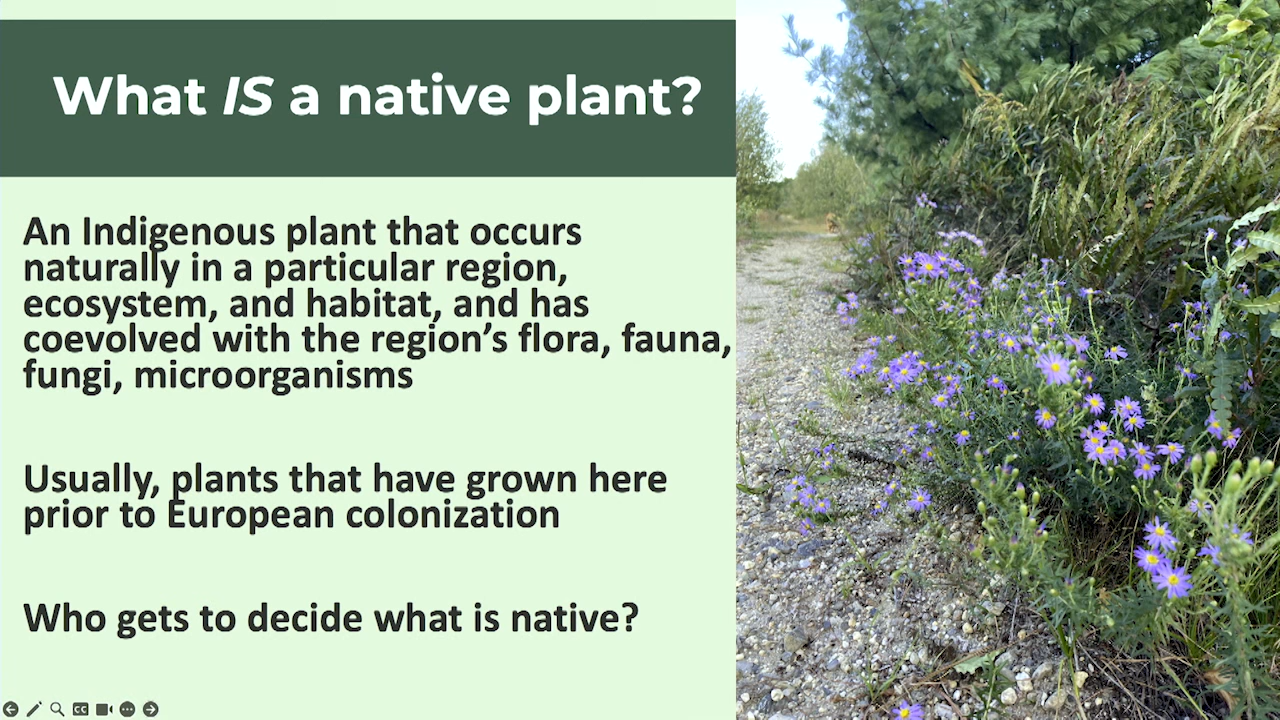 What IS a native plant?
An Indigenous plant that occurs
naturally in a particular region,
ecosystem, and habitat, and has
coevolved with the region’s flora, fauna,
fungi, microorganisms
Usually, plants that have grown here
prior to European colonization
Who gets to decide what is native?
CC